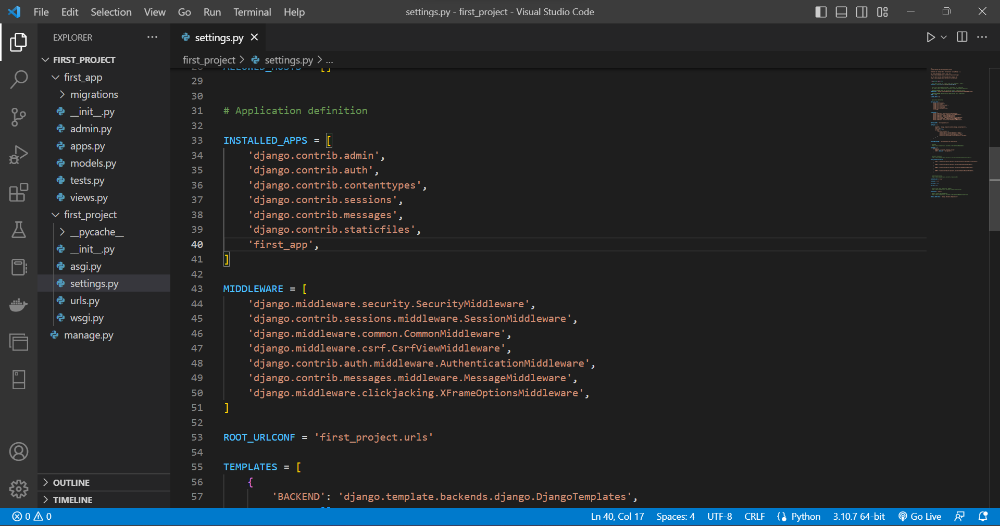 File Edit Selection View Go Run Terminal Help
settings.py - first_project - Visual Studio Code
EXPLORER
FIRST_PROJECT
first_app
migrations
__init__.py
admin.py
apps.py
models.py
tests.py
views.py
first_project
__pycache__
__init__.py
asgi.py
settings.py
urls.py
wsgi.py
manage.py
OUTLINE
TIMELINE
settings.py
first_project > settings.py > ...
28 ALLOWED_HOSTS = []
29
30
31 # Application definition
32
33 INSTALLED_APPS = [
34     'django.contrib.admin',
35     'django.contrib.auth',
36     'django.contrib.contenttypes',
37     'django.contrib.sessions',
38     'django.contrib.messages',
39     'django.contrib.staticfiles',
40     'first_app',
41 ]
42
43 MIDDLEWARE = [
44     'django.middleware.security.SecurityMiddleware',
45     'django.contrib.sessions.middleware.SessionMiddleware',
46     'django.middleware.common.CommonMiddleware',
47     'django.middleware.csrf.CsrfViewMiddleware',
48     'django.contrib.auth.middleware.AuthenticationMiddleware',
49     'django.contrib.messages.middleware.MessageMiddleware',
50     'django.middleware.clickjacking.XFrameOptionsMiddleware',
51 ]
52
53 ROOT_URLCONF = 'first_project.urls'
54
55 TEMPLATES = [
56     {
57         'BACKEND': 'django.template.backends.django.DjangoTemplates',
0 0
Ln 40, Col 17 Spaces: 4 UTF-8 CRLF Python 3.10.7 64-bit Go Live